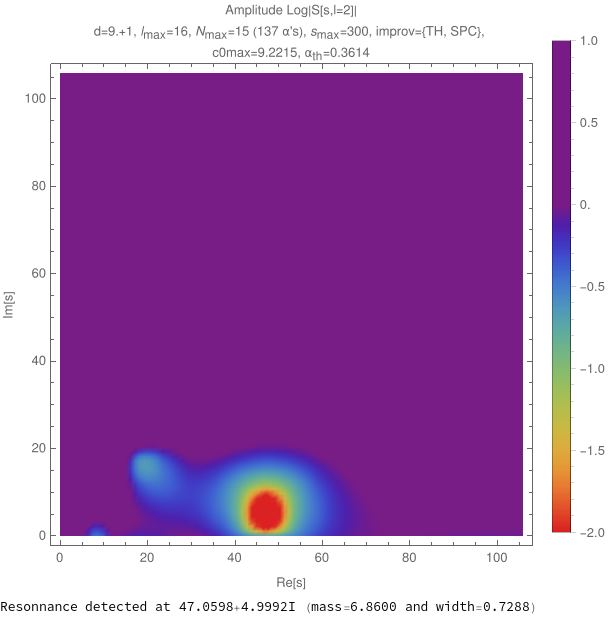 Amplitude Log|S[s,l=2]|
d=9.+1, lmax=16, Nmax=15 (137 α's), smax=300, improv={TH, SPC},
c0max=9.2215, αth=0.3614
1.0
0.5
0.
-0.5
-1.0
-1.5
-2.0
100
80
60
40
20
0
Im[s]
0 20 40 60 80 100
Re[s]
Resonnance detected at 47.0598+4.9992I (mass=6.8600 and width=0.7288)